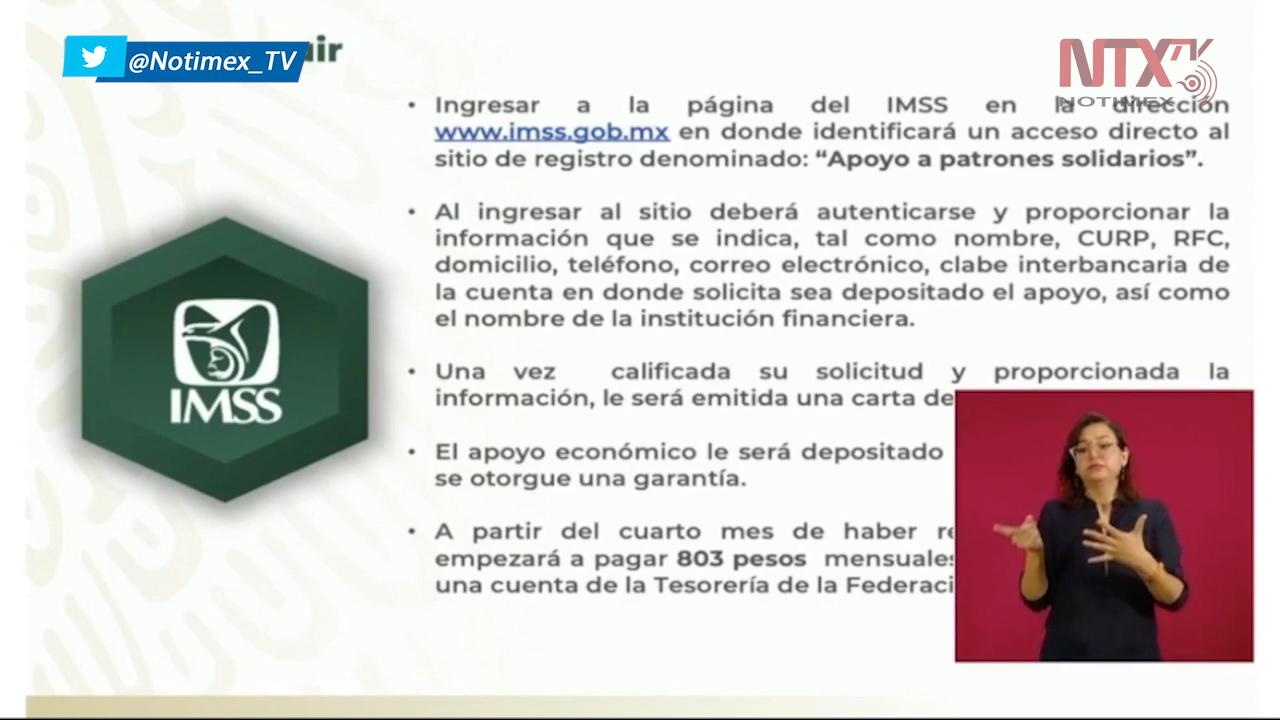 @Notimex_TV
NTX TV
NOTIMEX
Ingresar a la página del IMSS en la dirección
www.imss.gob.mx en donde identificará un acceso directo al
sitio de registro denominado: “Apoyo a patrones solidarios”.
Al ingresar al sitio deberá autenticarse y proporcionar la
información que se indica, tal como nombre, CURP, RFC,
domicilio, teléfono, correo electrónico, clabe interbancaria de
la cuenta en donde solicita sea depositado el apoyo, así como
el nombre de la institución financiera.
Una vez calificada su solicitud y proporcionada la
información, le será emitida una carta de
El apoyo económico le será depositado
se otorgue una garantía.
A partir del cuarto mes de haber
empezará a pagar 803 pesos mensuales
una cuenta de la Tesorería de la
IMSS